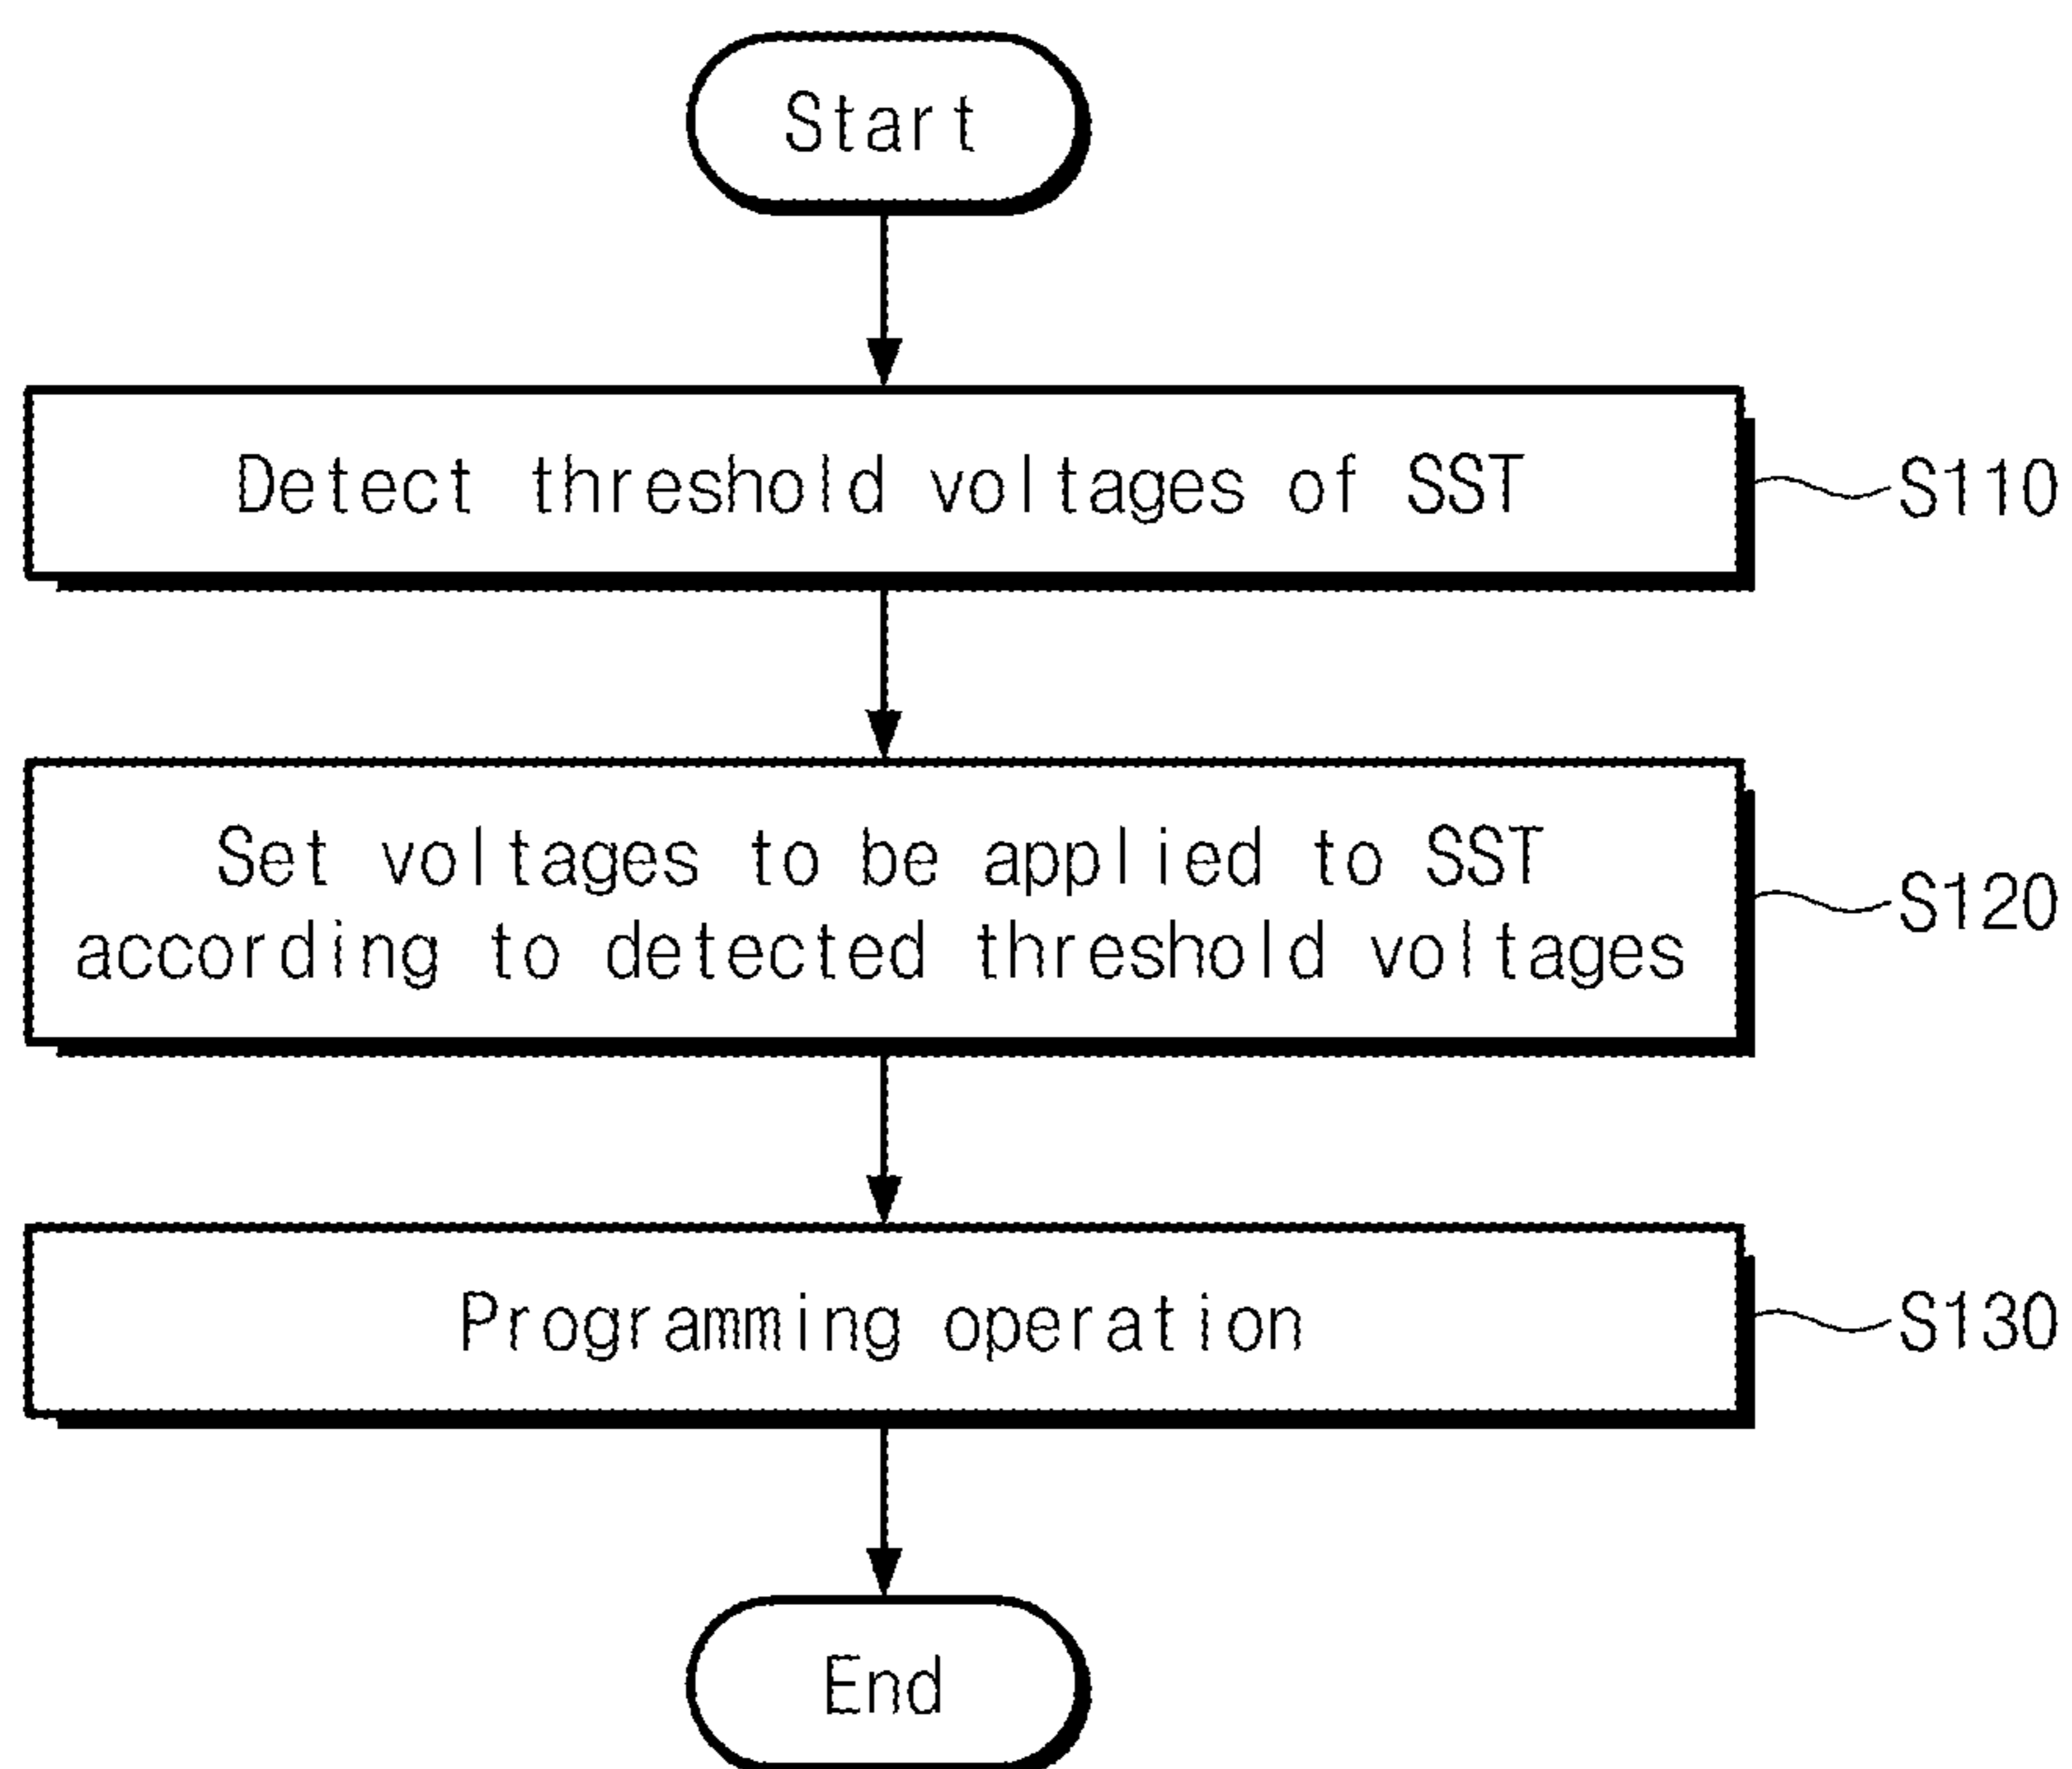 Start
Detect threshold voltages of SST
S110
Set voltages to be applied to SST
according to detected threshold voltages
S120
Programming operation
S130
End